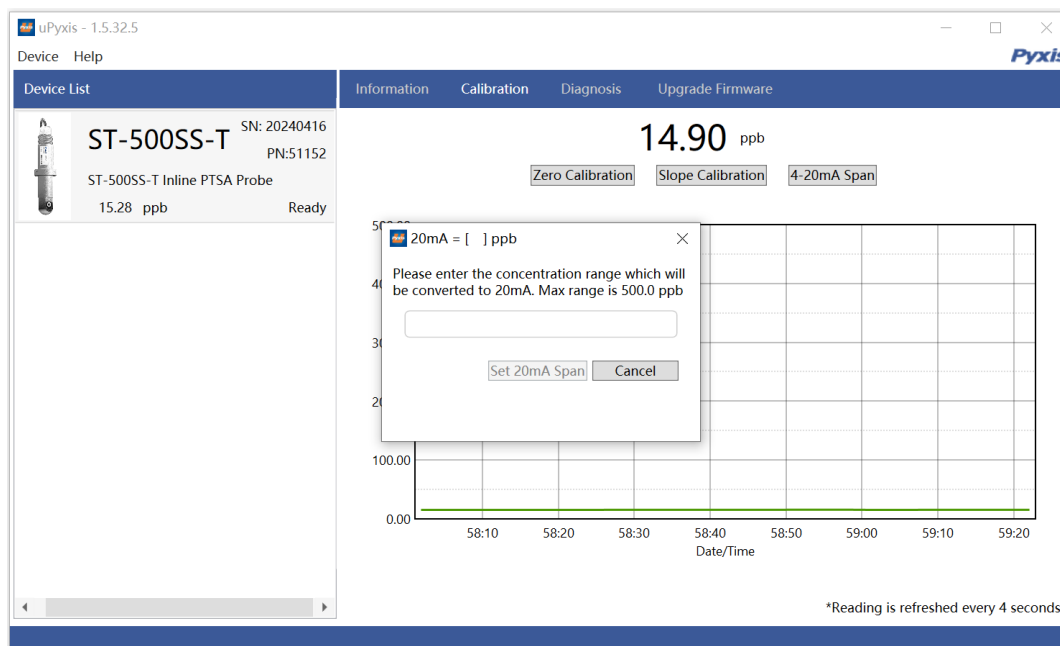 uPyxis - 1.5.32.5
Device Help
Pyxis
Device List
Information Calibration Diagnosis Upgrade Firmware
ST-500SS-T
SN: 20240416
PN:51152
ST-500SS-T Inline PTSA Probe
15.28 ppb Ready
14.90 ppb
Zero Calibration Slope Calibration 4-20mA Span
20mA = [ ] ppb
Please enter the concentration range which will
be converted to 20mA. Max range is 500.0 ppb
Set 20mA Span Cancel
100.00
0.00
58:10 58:20 58:30 58:40 58:50 59:00 59:10 59:20
Date/Time
*Reading is refreshed every 4 seconds